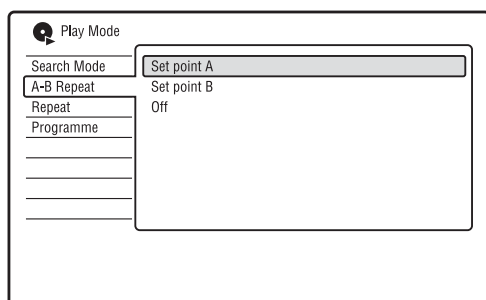 Play Mode
Search Mode
A-B Repeat
Repeat
Programme
Set point A
Set point B
Off